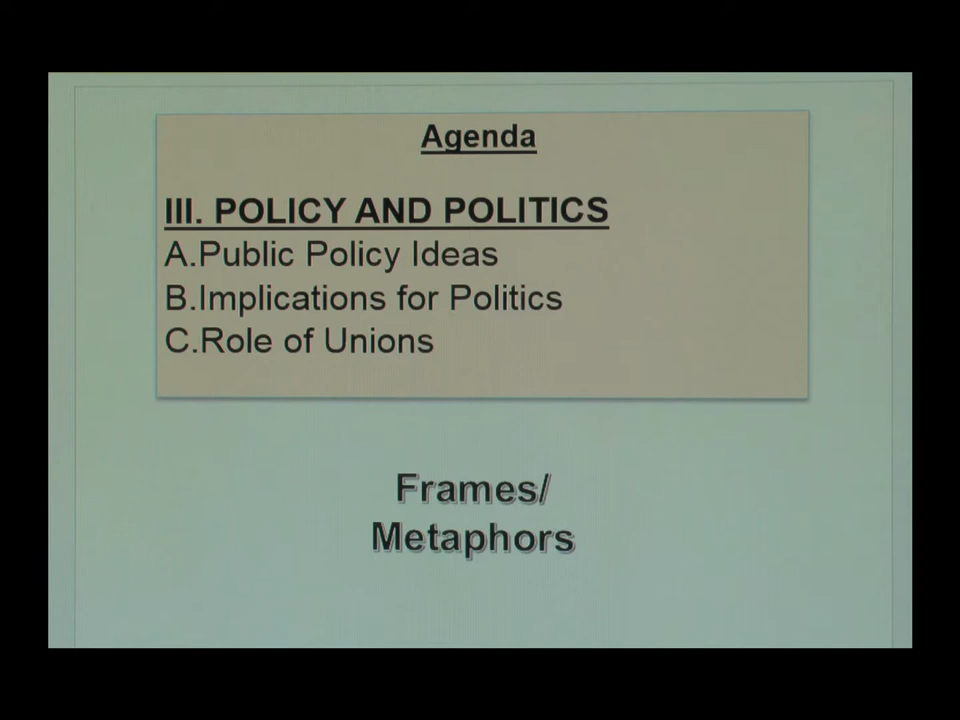 Agenda
III. POLICY AND POLITICS
A.Public Policy Ideas
B.Implications for Politics
C.Role of Unions
Frames/
Metaphors